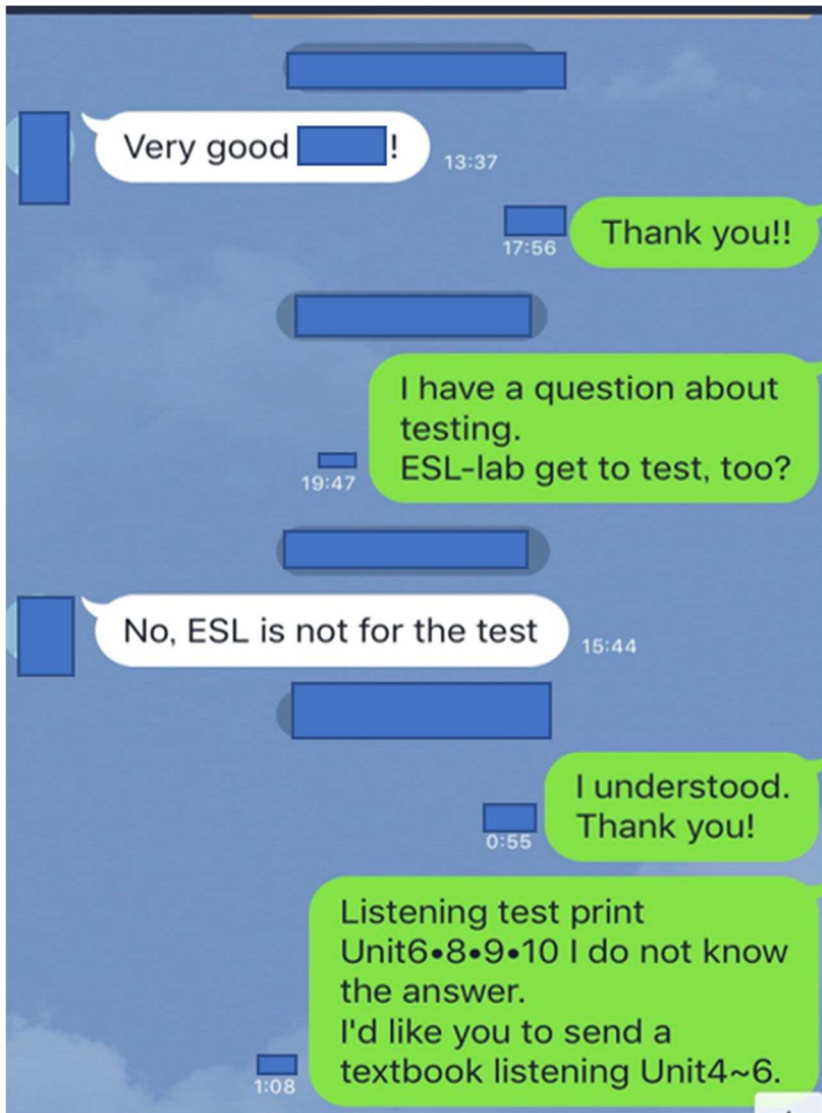 Very good !
13:37
Thank you!!
17:56
I have a question about
testing.
ESL-lab get to test, too?
19:47
No, ESL is not for the test
15:44
I understood.
Thank you!
0:55
Listening test print
Unit6•8•9•10 I do not know
the answer.
I'd like you to send a
textbook listening Unit4~6.
1:08